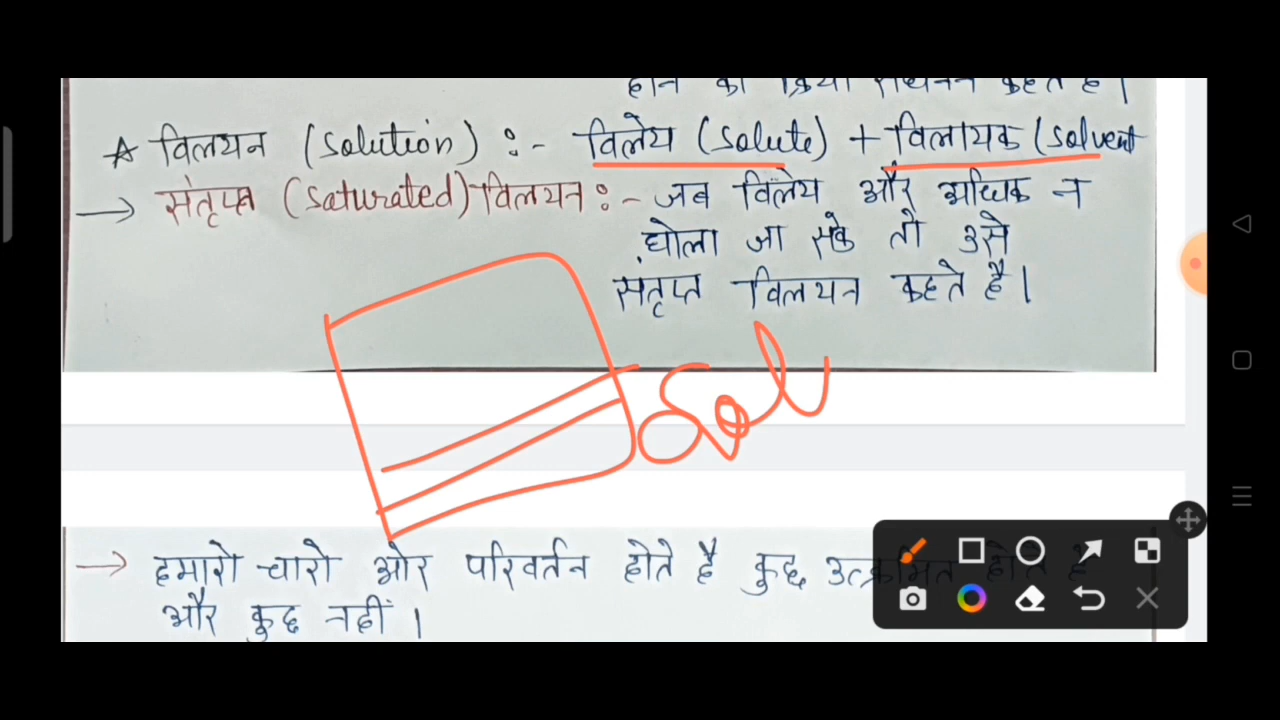 होने की क्रिया संघनन कहते है।
☆ विलयन (Solution) :- विलेय (Solute) + विलायक (Solvent
→ संतृप्त (Saturated) विलयन :- जब विलेय और अधिक न
घोला जा सके तो उसे
संतृप्त विलयन कहते है।
Sol
→ हमारो चारो ओर परिवर्तन होते है कुछ उत्क्रमित होते है
और कुछ नहीं।